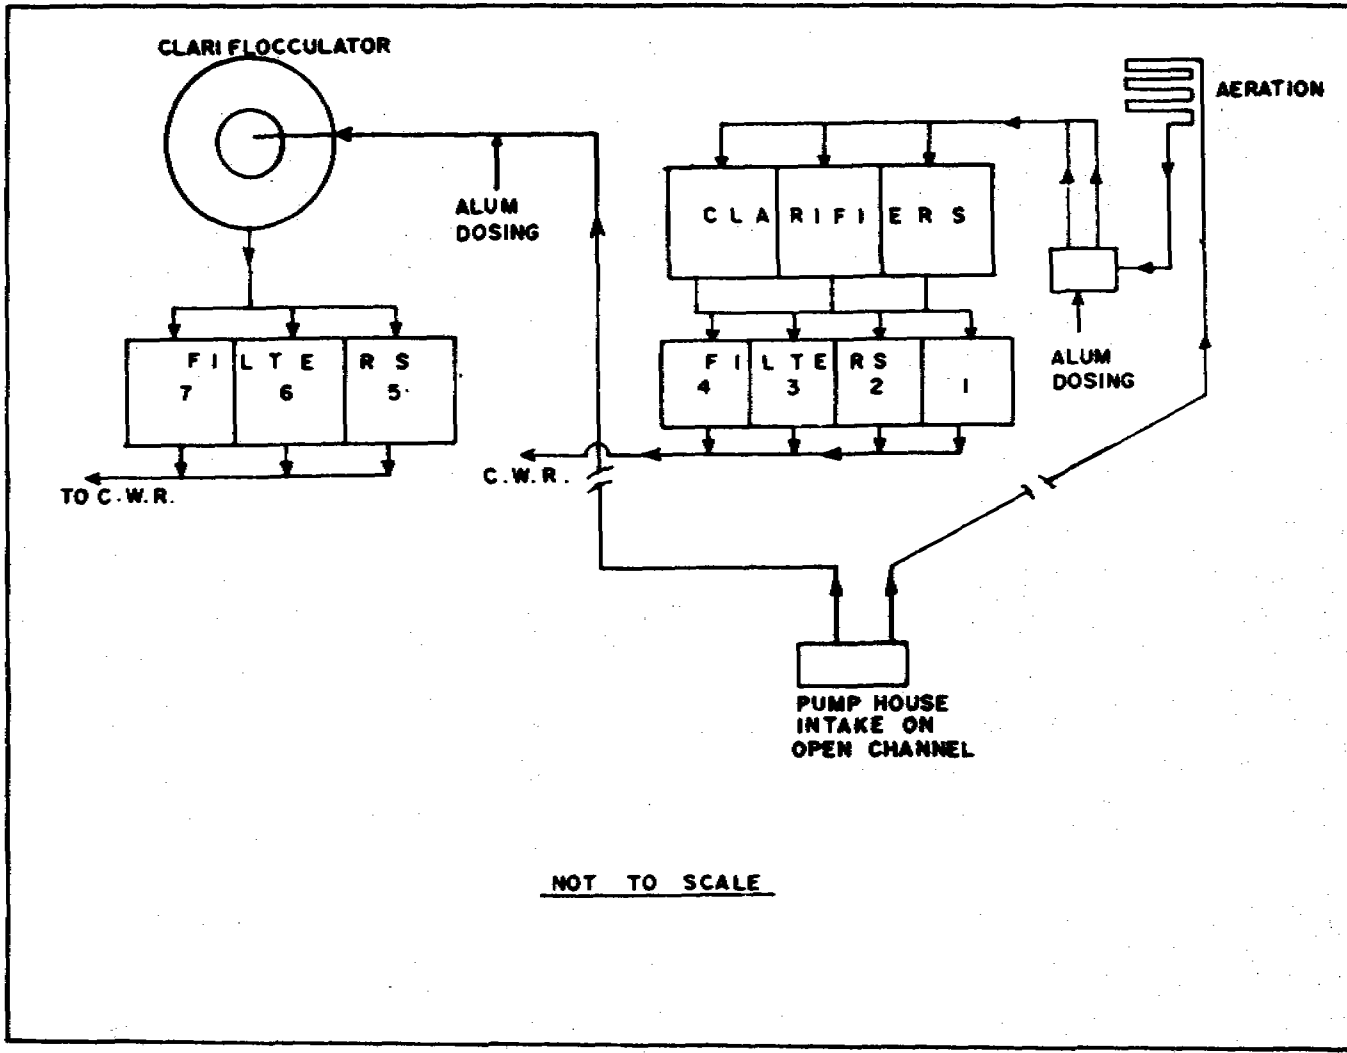 CLARI FLOCCULATOR
AERATION
ALUM
DOSING
CLARIFIERS
FILTERS
7 6 5
FILTERS
4 3 2 1
ALUM
DOSING
TO C.W.R.
C.W.R.
PUMP HOUSE
INTAKE ON
OPEN CHANNEL
NOT TO SCALE